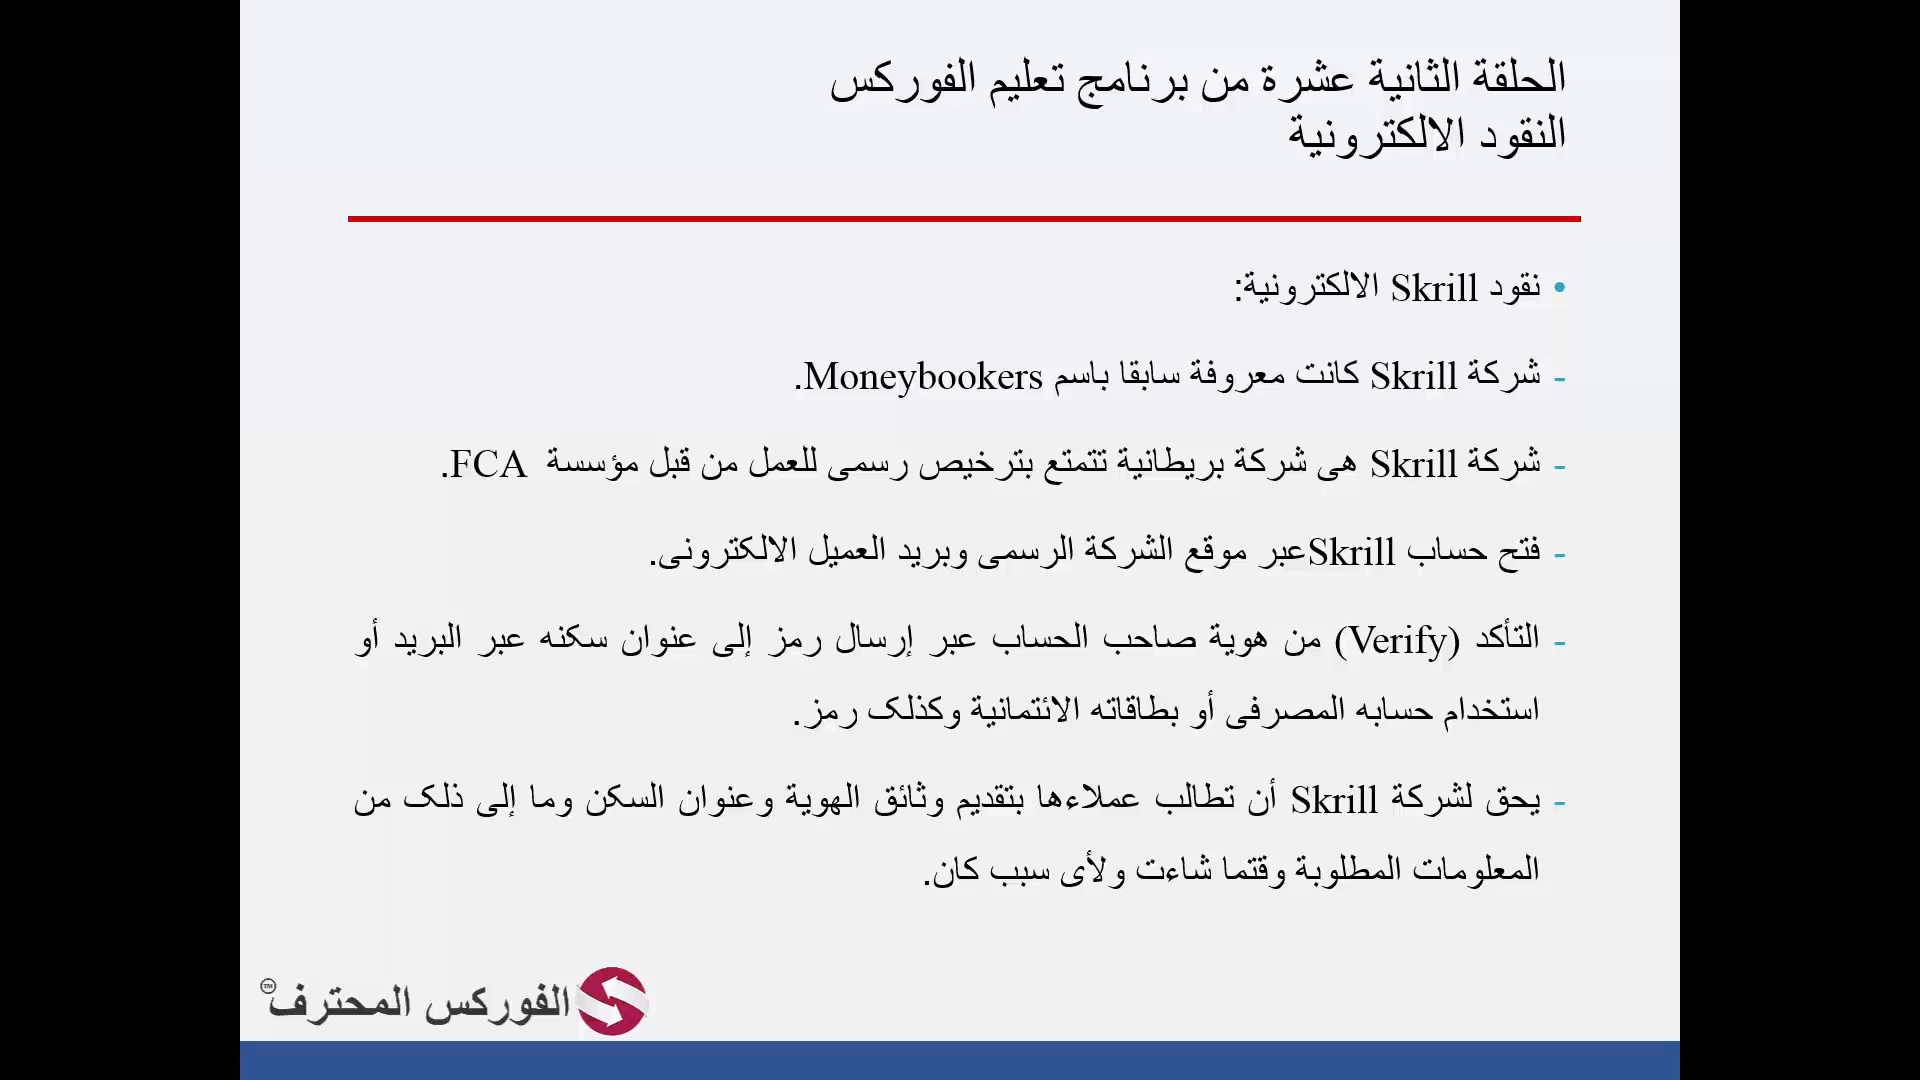 الحلقة الثانية عشرة من برنامج تعليم الفوركس
النقود الالكترونية
• نقود Skrill الالكترونية:
- شركة Skrill كانت معروفة سابقا باسم Moneybookers.
- شركة Skrill هى شركة بريطانية تتمتع بترخيص رسمى للعمل من قبل مؤسسة FCA.
- فتح حساب Skrillعبر موقع الشركة الرسمى وبريد العميل الالكترونى.
- التأكد (Verify) من هوية صاحب الحساب عبر إرسال رمز إلى عنوان سكنه عبر البريد أو
استخدام حسابه المصرفى أو بطاقاته الائتمانية وكذلک رمز.
- يحق لشركة Skrill أن تطالب عملاءها بتقديم وثائق الهوية وعنوان السكن وما إلى ذلک من
المعلومات المطلوبة وقتما شاءت ولأى سبب كان.
الفوركس المحترف ™